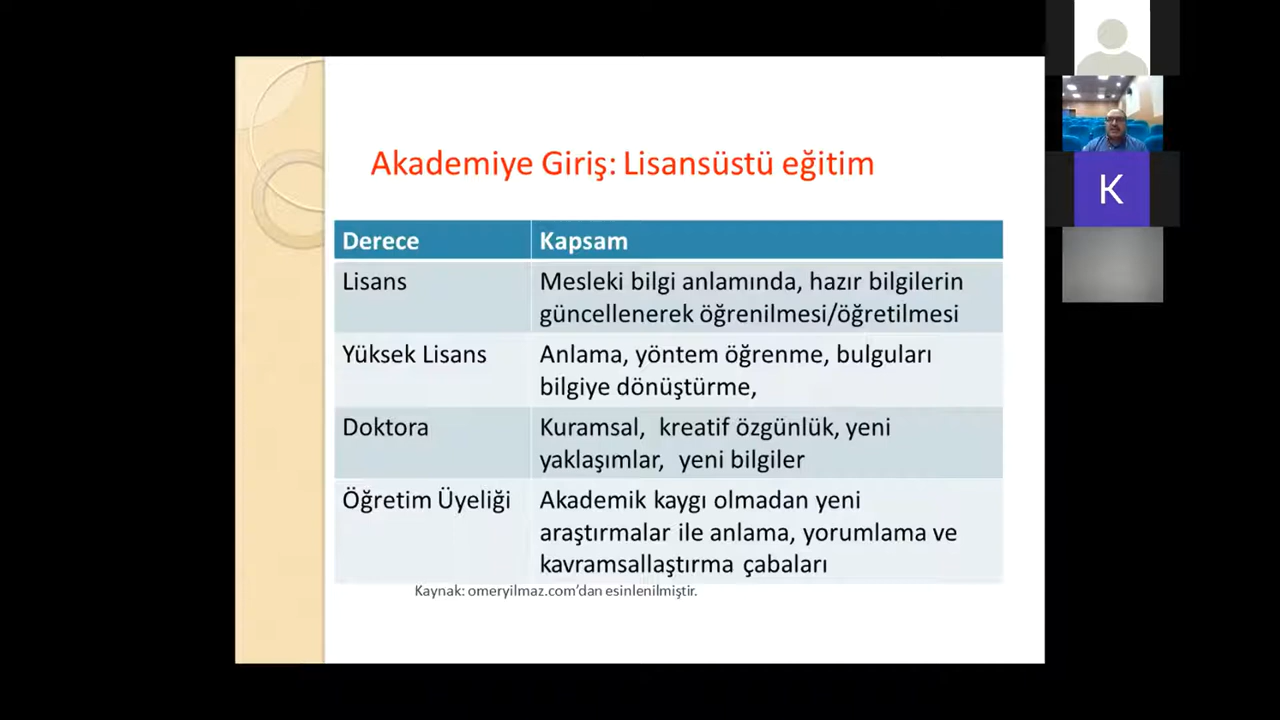 Akademiye Giriş: Lisansüstü eğitim
Derece Kapsam
Lisans Mesleki bilgi anlamında, hazır bilgilerin
güncellenerek öğrenilmesi/öğretilmesi
Yüksek Lisans Anlama, yöntem öğrenme, bulguları
bilgiye dönüştürme,
Doktora Kuramsal, kreatif özgünlük, yeni
yaklaşımlar, yeni bilgiler
Öğretim Üyeliği Akademik kaygı olmadan yeni
araştırmalar ile anlama, yorumlama ve
kavramsallaştırma çabaları
Kaynak: omeryilmaz.com’dan esinlenilmiştir.
K